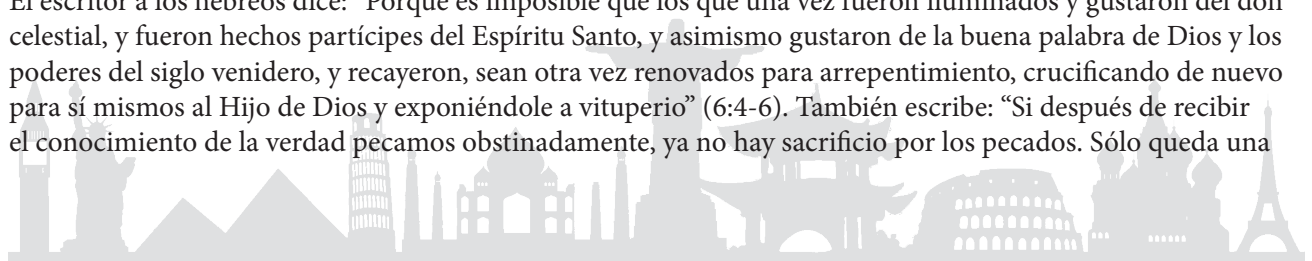 El escritor a los hebreos dice: “Porque es imposible que los que una vez fueron iluminados y gustaron del don
celestial, y fueron hechos partícipes del Espíritu Santo, y asimismo gustaron de la buena palabra de Dios y los
poderes del siglo venidero, y recayeron, sean otra vez renovados para arrepentimiento, crucificando de nuevo
para sí mismos al Hijo de Dios y exponiéndole a vituperio” (6:4-6). También escribe: “Si después de recibir
el conocimiento de la verdad pecamos obstinadamente, ya no hay sacrificio por los pecados. Sólo queda una